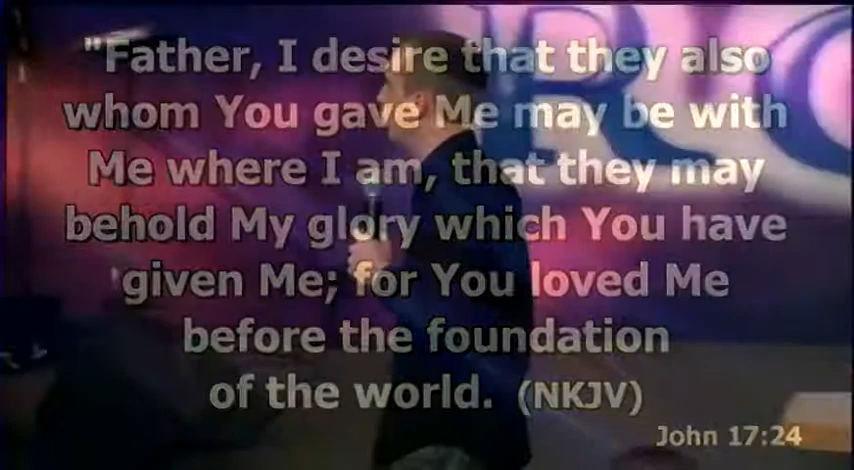 "Father, I desire that they also
whom You gave Me may be with
Me where I am, that they may
behold My glory which You have
given Me; for You loved Me
before the foundation
of the world. (NKJV)
John 17:24